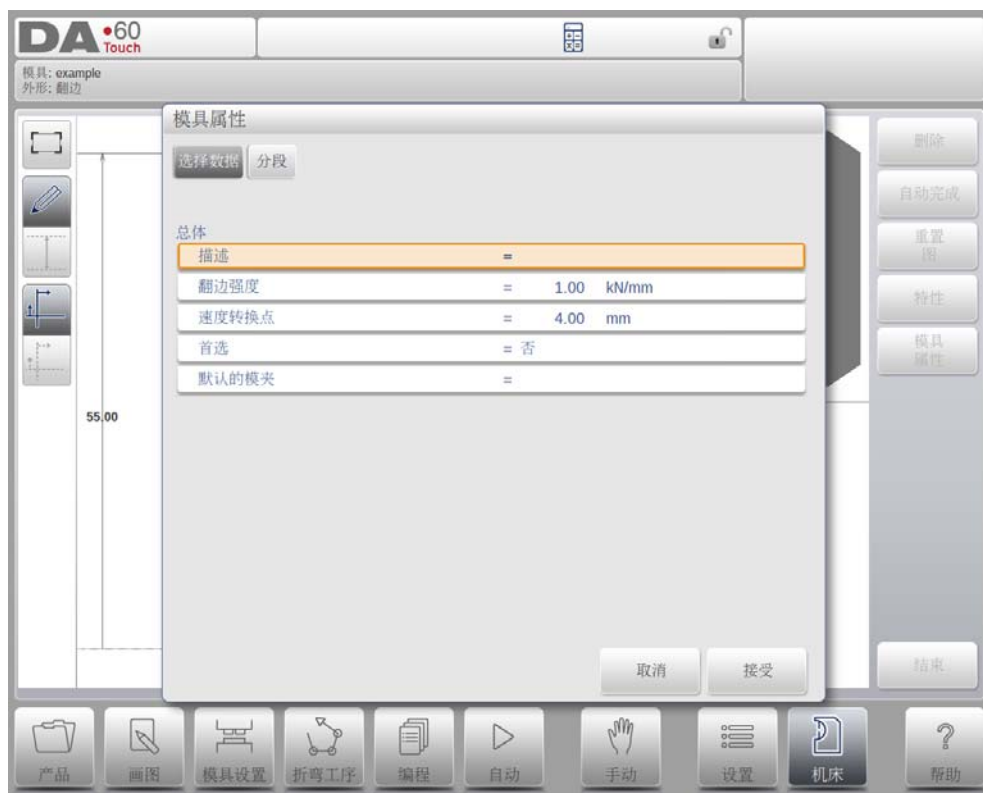 DA•60
Touch
模具: example
外形: 翻边
模具属性
选择数据 分段
总体
描述 =
翻边强度 = 1.00 kN/mm
速度转换点 = 4.00 mm
首选 = 否
默认的模夹 =
取消 接受
55.00
删除
自动完成
重置
图
特性
模具
属性
结束
产品 画图 模具设置 折弯工序 编程 自动 手动 设置 机床 帮助